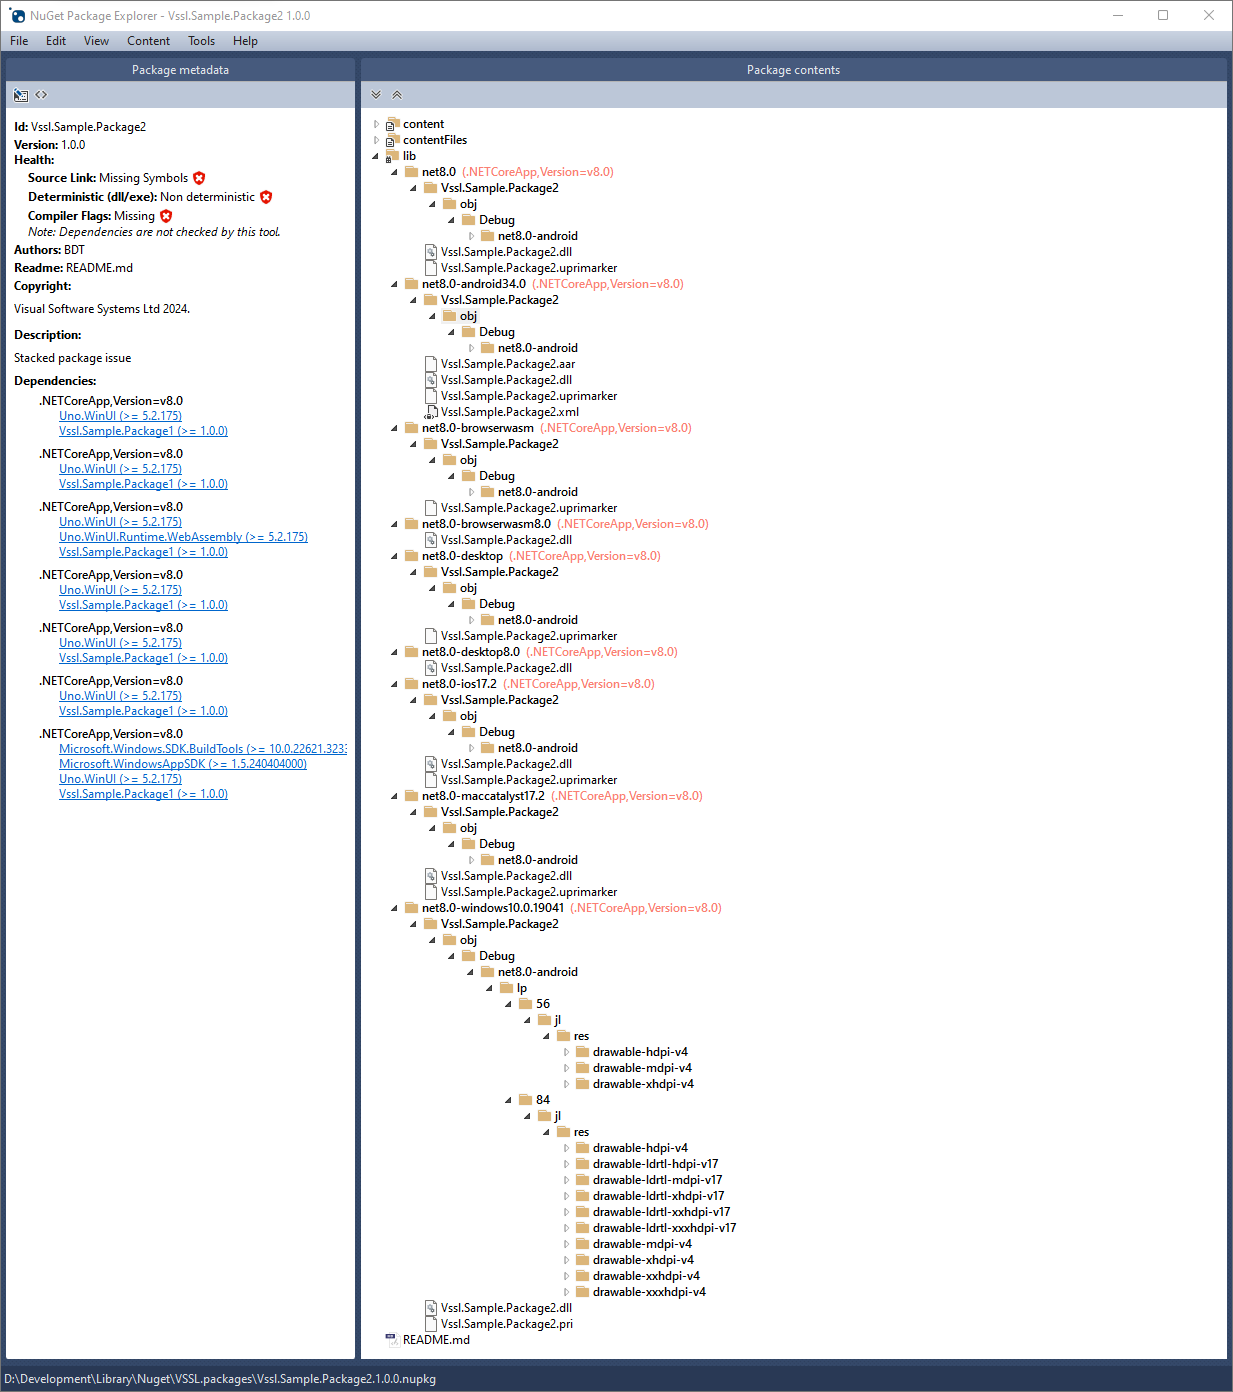 NuGet Package Explorer - Vssl.Sample.Package2 1.0.0
File Edit View Content Tools Help
Package metadata
Id: Vssl.Sample.Package2
Version: 1.0.0
Health:
Source Link: Missing Symbols
Deterministic (dll/exe): Non deterministic
Compiler Flags: Missing
Note: Dependencies are not checked by this tool.
Authors: BDT
Readme: README.md
Copyright:
Visual Software Systems Ltd 2024.
Description:
Stacked package issue
Dependencies:
.NETCoreApp,Version=v8.0
Uno.WinUI (>= 5.2.175)
Vssl.Sample.Package1 (>= 1.0.0)
.NETCoreApp,Version=v8.0
Uno.WinUI (>= 5.2.175)
Vssl.Sample.Package1 (>= 1.0.0)
.NETCoreApp,Version=v8.0
Uno.WinUI (>= 5.2.175)
Uno.WinUI.Runtime.WebAssembly (>= 5.2.175)
Vssl.Sample.Package1 (>= 1.0.0)
.NETCoreApp,Version=v8.0
Uno.WinUI (>= 5.2.175)
Vssl.Sample.Package1 (>= 1.0.0)
.NETCoreApp,Version=v8.0
Uno.WinUI (>= 5.2.175)
Vssl.Sample.Package1 (>= 1.0.0)
.NETCoreApp,Version=v8.0
Uno.WinUI (>= 5.2.175)
Vssl.Sample.Package1 (>= 1.0.0)
.NETCoreApp,Version=v8.0
Microsoft.Windows.SDK.BuildTools (>= 10.0.22621.3233
Microsoft.WindowsAppSDK (>= 1.5.240404000)
Uno.WinUI (>= 5.2.175)
Vssl.Sample.Package1 (>= 1.0.0)
Package contents
content
contentFiles
lib
net8.0 (.NETCoreApp,Version=v8.0)
Vssl.Sample.Package2
obj
Debug
net8.0-android
Vssl.Sample.Package2.dll
Vssl.Sample.Package2.uprimarker
net8.0-android34.0 (.NETCoreApp,Version=v8.0)
Vssl.Sample.Package2
obj
Debug
net8.0-android
Vssl.Sample.Package2.aar
Vssl.Sample.Package2.dll
Vssl.Sample.Package2.uprimarker
Vssl.Sample.Package2.xml
net8.0-browserwasm (.NETCoreApp,Version=v8.0)
Vssl.Sample.Package2
obj
Debug
net8.0-android
Vssl.Sample.Package2.uprimarker
net8.0-browserwasm8.0 (.NETCoreApp,Version=v8.0)
Vssl.Sample.Package2.dll
net8.0-desktop (.NETCoreApp,Version=v8.0)
Vssl.Sample.Package2
obj
Debug
net8.0-android
Vssl.Sample.Package2.uprimarker
net8.0-desktop8.0 (.NETCoreApp,Version=v8.0)
Vssl.Sample.Package2.dll
net8.0-ios17.2 (.NETCoreApp,Version=v8.0)
Vssl.Sample.Package2
obj
Debug
net8.0-android
Vssl.Sample.Package2.dll
Vssl.Sample.Package2.uprimarker
net8.0-maccatalyst17.2 (.NETCoreApp,Version=v8.0)
Vssl.Sample.Package2
obj
Debug
net8.0-android
Vssl.Sample.Package2.dll
Vssl.Sample.Package2.uprimarker
net8.0-windows10.0.19041 (.NETCoreApp,Version=v8.0)
Vssl.Sample.Package2
obj
Debug
net8.0-android
lp
56
jl
res
drawable-hdpi-v4
drawable-mdpi-v4
drawable-xhdpi-v4
84
jl
res
drawable-hdpi-v4
drawable-ldrtl-hdpi-v17
drawable-ldrtl-mdpi-v17
drawable-ldrtl-xhdpi-v17
drawable-ldrtl-xxhdpi-v17
drawable-ldrtl-xxxhdpi-v17
drawable-mdpi-v4
drawable-xhdpi-v4
drawable-xxhdpi-v4
drawable-xxxhdpi-v4
Vssl.Sample.Package2.dll
Vssl.Sample.Package2.pri
README.md
D:\Development\Library\Nuget\VSSL.packages\Vssl.Sample.Package2.1.0.0.nupkg